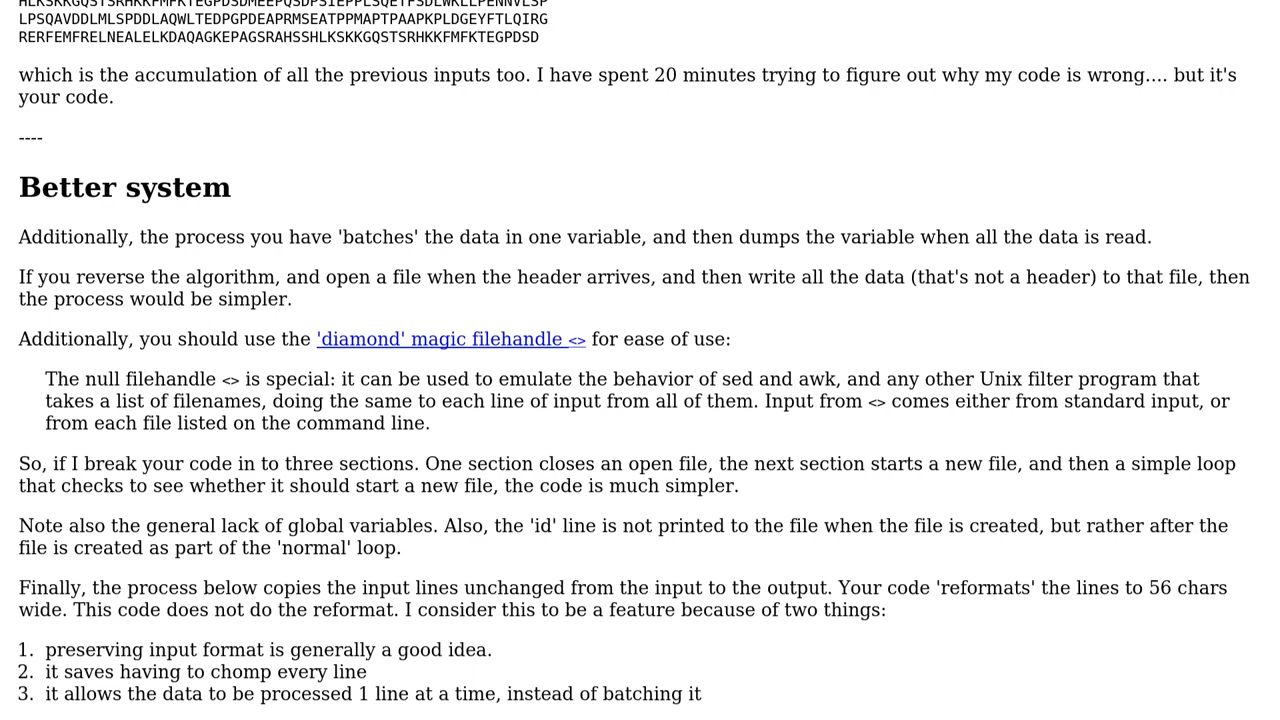 HLKSKKGQSTSRHKKFMFKTEGPDSDMEEPQSDPSIEPPLSQETFSDLWKLLPENNVLSP
LPSQAVDDLMLSPDDLAQWLTEDPGPDEAPRMSEATPPMAPTPAAPKPLDGEYFTLQIRG
RERFEMFRELNEALELKDAQAGKEPAGSRAHSSHLKSKKGQSTSRHKKFMFKTEGPDSD
which is the accumulation of all the previous inputs too. I have spent 20 minutes trying to figure out why my code is wrong.... but it's
your code.
----
Better system
Additionally, the process you have 'batches' the data in one variable, and then dumps the variable when all the data is read.
If you reverse the algorithm, and open a file when the header arrives, and then write all the data (that's not a header) to that file, then
the process would be simpler.
Additionally, you should use the 'diamond' magic filehandle <> for ease of use:
The null filehandle <> is special: it can be used to emulate the behavior of sed and awk, and any other Unix filter program that
takes a list of filenames, doing the same to each line of input from all of them. Input from <> comes either from standard input, or
from each file listed on the command line.
So, if I break your code in to three sections. One section closes an open file, the next section starts a new file, and then a simple loop
that checks to see whether it should start a new file, the code is much simpler.
Note also the general lack of global variables. Also, the 'id' line is not printed to the file when the file is created, but rather after the
file is created as part of the 'normal' loop.
Finally, the process below copies the input lines unchanged from the input to the output. Your code 'reformats' the lines to 56 chars
wide. This code does not do the reformat. I consider this to be a feature because of two things:
1. preserving input format is generally a good idea.
2. it saves having to chomp every line
3. it allows the data to be processed 1 line at a time, instead of batching it